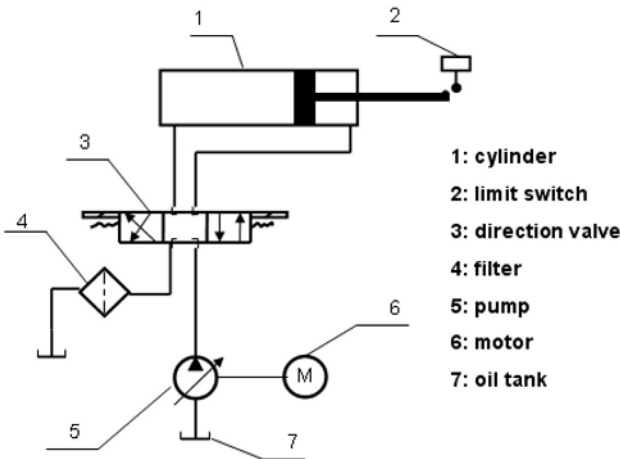 1
2
3
4
1: cylinder
2: limit switch
3: direction valve
4: filter
5: pump
6: motor
7: oil tank
6
M
5
7